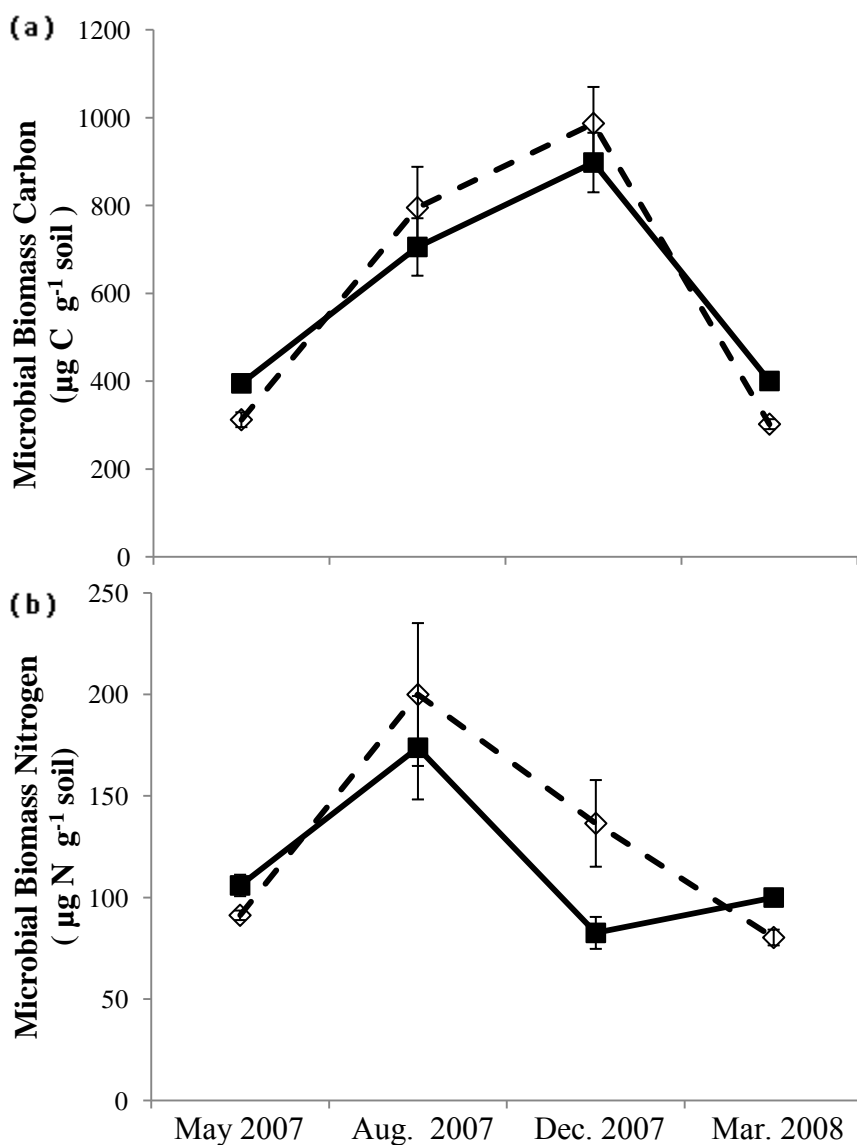 (a)
Microbial Biomass Carbon
(µg C g-1 soil )
1200
1000
800
600
400
200
0
(b)
Microbial Biomass Nitrogen
( µg N g-1 soil)
250
200
150
100
50
0
May 2007 Aug. 2007 Dec. 2007 Mar. 2008